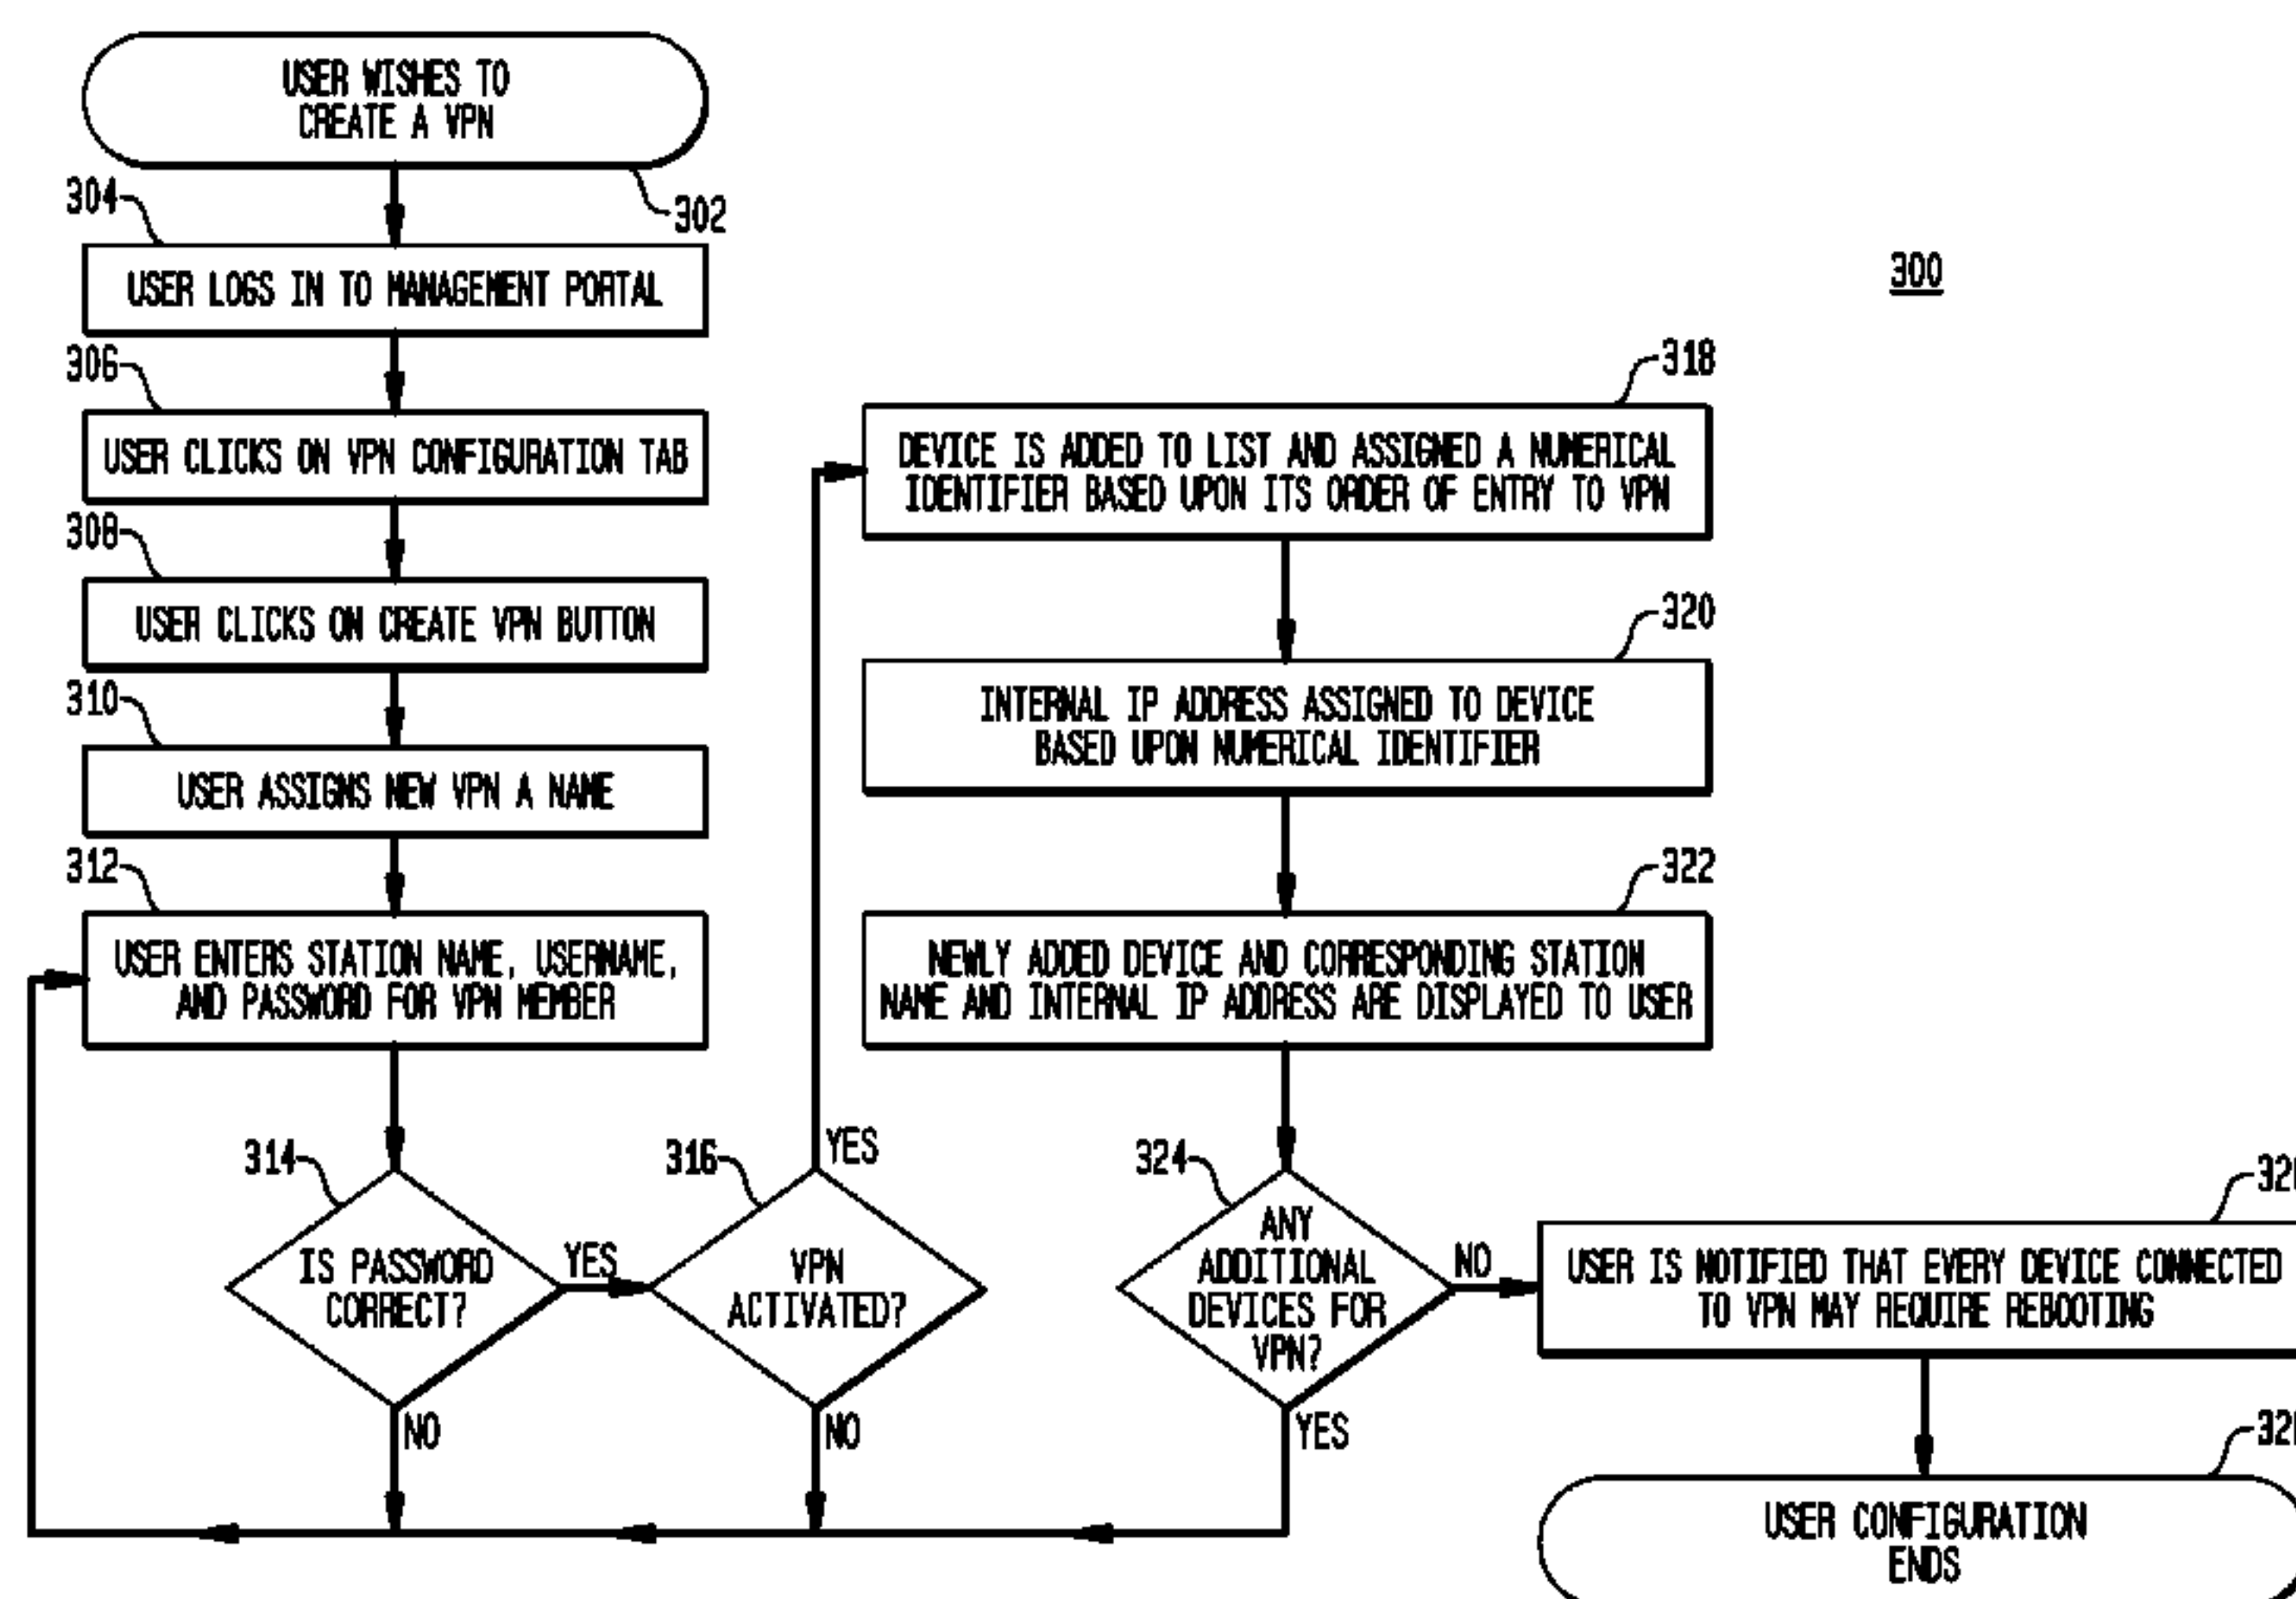 USER WISHES TO
CREATE A VPN
302
304
USER LOGS IN TO MANAGEMENT PORTAL
306
USER CLICKS ON VPN CONFIGURATION TAB
308
USER CLICKS ON CREATE VPN BUTTON
310
USER ASSIGNS NEW VPN A NAME
312
USER ENTERS STATION NAME, USERNAME,
AND PASSWORD FOR VPN MEMBER
314
IS PASSWORD
CORRECT?
YES
NO
316
VPN
ACTIVATED?
YES
NO
300
318
DEVICE IS ADDED TO LIST AND ASSIGNED A NUMERICAL
IDENTIFIER BASED UPON ITS ORDER OF ENTRY TO VPN
320
INTERNAL IP ADDRESS ASSIGNED TO DEVICE
BASED UPON NUMERICAL IDENTIFIER
322
NEWLY ADDED DEVICE AND CORRESPONDING STATION
NAME AND INTERNAL IP ADDRESS ARE DISPLAYED TO USER
324
ANY
ADDITIONAL
DEVICES FOR
VPN?
NO
YES
USER IS NOTIFIED THAT EVERY DEVICE CONNECTED
TO VPN MAY REQUIRE REBOOTING
USER CONFIGURATION
ENDS